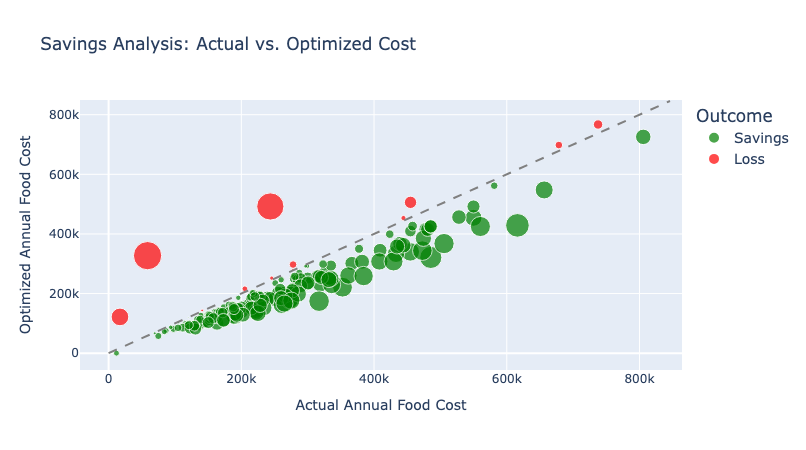 Savings Analysis: Actual vs. Optimized Cost
Outcome
Savings
Loss
Optimized Annual Food Cost
800k
600k
400k
200k
0
0
200k
400k
600k
800k
Actual Annual Food Cost